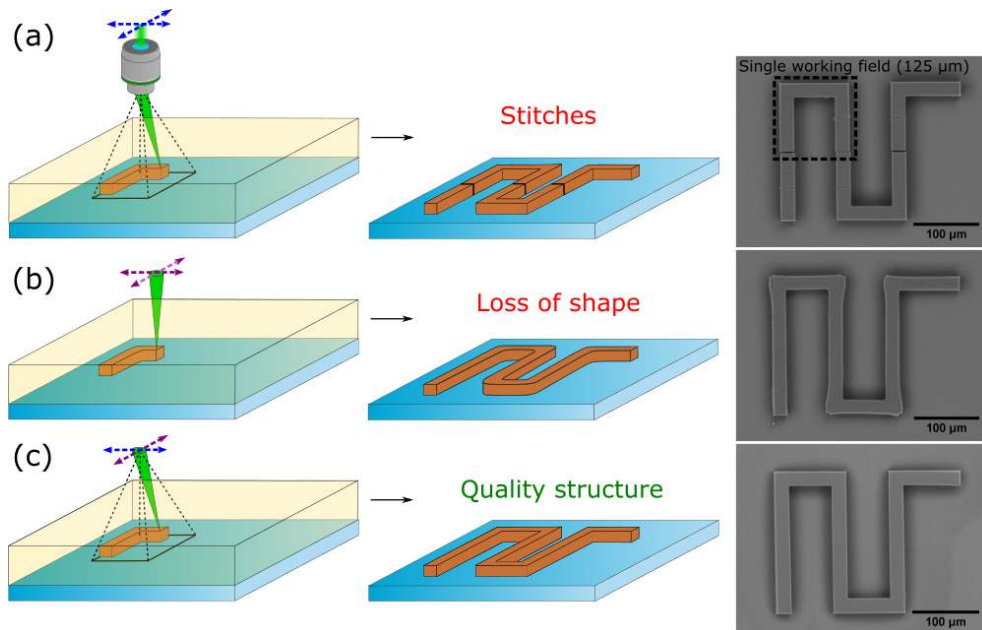 (a)
Stitches
Single working field (125 µm)
100 µm
(b)
Loss of shape
100 µm
(c)
Quality structure
100 µm